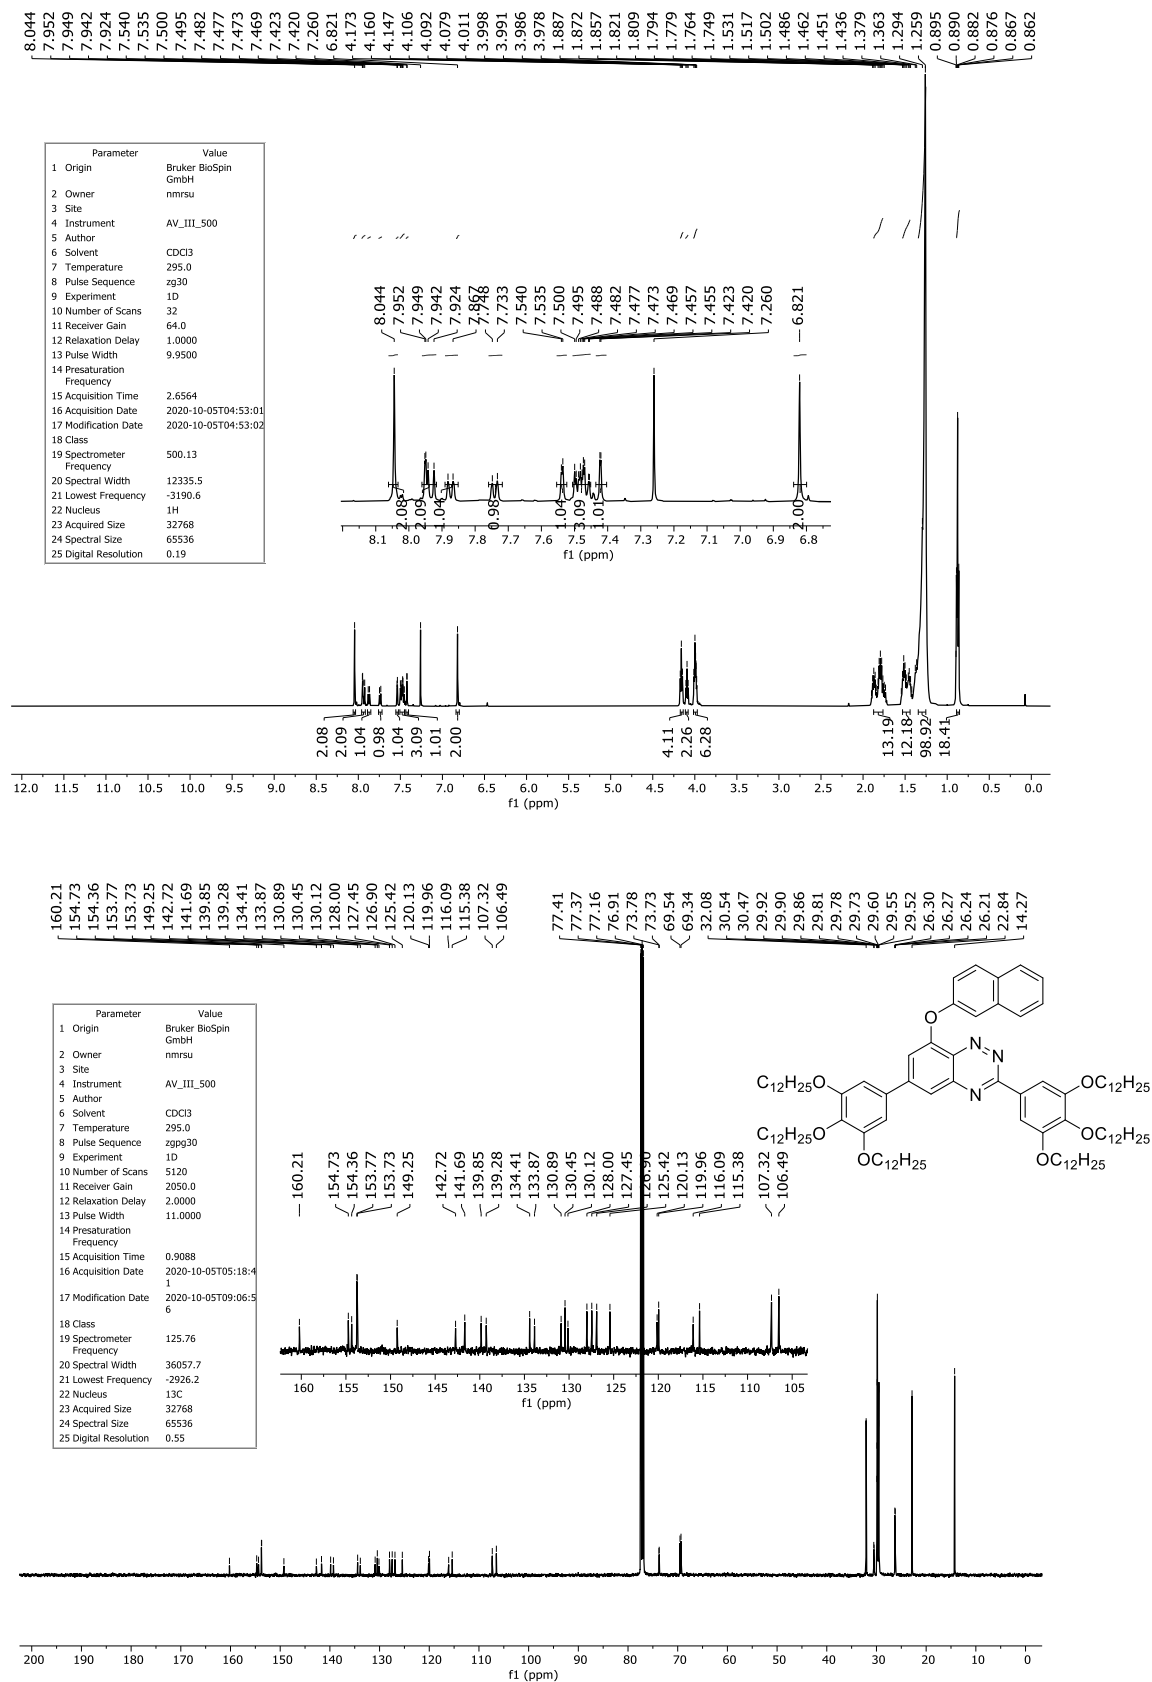 8.044 7.952 7.949 7.942 7.924 7.540 7.535 7.500 7.495 7.482 7.477 7.473 7.469 7.423 7.420 7.260 6.821 4.173 4.160 4.147 4.106 4.092 4.079 4.011 3.998 3.991 3.986 3.978 1.887 1.872 1.857 1.821 1.809 1.794 1.779 1.764 1.749 1.531 1.517 1.502 1.486 1.462 1.451 1.436 1.379 1.363 1.294 1.259 0.895 0.890 0.882 0.876 0.867 0.862
Parameter Value
1 Origin Bruker BioSpin
GmbH
2 Owner nmrsu
3 Site
4 Instrument AV_III_500
5 Author
6 Solvent CDCl3
7 Temperature 295.0
8 Pulse Sequence zg30
9 Experiment 1D
10 Number of Scans 32
11 Receiver Gain 64.0
12 Relaxation Delay 1.0000
13 Pulse Width 9.9500
14 Presaturation
Frequency
15 Acquisition Time 2.6564
16 Acquisition Date 2020-10-05T04:53:01
17 Modification Date 2020-10-05T04:53:02
18 Class
19 Spectrometer 500.13
Frequency
20 Spectral Width 12335.5
21 Lowest Frequency -3190.6
22 Nucleus 1H
23 Acquired Size 32768
24 Spectral Size 65536
25 Digital Resolution 0.19
8.044 7.952 7.949 7.942 7.924 7.867 7.748 7.733 7.540 7.535 7.500 7.495 7.488 7.482 7.477 7.473 7.469 7.457 7.455 7.423 7.420 7.260 6.821
2.08 2.09 1.04 0.98 1.04 3.09 1.01 2.00
8.1 8.0 7.9 7.8 7.7 7.6 7.5 7.4 7.3 7.2 7.1 7.0 6.9 6.8
f1 (ppm)
2.08 2.09 1.04 0.98 1.04 3.09 1.01 2.00 4.11 2.26 6.28 13.19 12.18 98.92 18.41
12.0 11.5 11.0 10.5 10.0 9.5 9.0 8.5 8.0 7.5 7.0 6.5 6.0 5.5 5.0 4.5 4.0 3.5 3.0 2.5 2.0 1.5 1.0 0.5 0.0
f1 (ppm)
160.21 154.73 154.36 153.77 153.73 149.25 142.72 141.69 139.85 139.28 134.41 133.87 130.89 130.45 130.12 128.00 127.45 126.90 125.42 120.13 119.96 116.09 115.38 107.32 106.49 77.41 77.37 77.16 76.91 73.78 73.73 69.54 69.34 32.08 30.54 30.47 29.92 29.90 29.86 29.81 29.78 29.73 29.60 29.55 29.52 26.30 26.27 26.24 26.21 22.84 14.27
Parameter Value
1 Origin Bruker BioSpin
GmbH
2 Owner nmrsu
3 Site
4 Instrument AV_III_500
5 Author
6 Solvent CDCl3
7 Temperature 295.0
8 Pulse Sequence zgpg30
9 Experiment 1D
10 Number of Scans 5120
11 Receiver Gain 2050.0
12 Relaxation Delay 2.0000
13 Pulse Width 11.0000
14 Presaturation
Frequency
15 Acquisition Time 0.9088
16 Acquisition Date 2020-10-05T05:18:4
1
17 Modification Date 2020-10-05T09:06:5
6
18 Class
19 Spectrometer 125.76
Frequency
20 Spectral Width 36057.7
21 Lowest Frequency -2926.2
22 Nucleus 13C
23 Acquired Size 32768
24 Spectral Size 65536
25 Digital Resolution 0.55
O
N N
N
C12H25O OC12H25
C12H25O OC12H25
OC12H25 OC12H25
160.21 154.73 154.36 153.77 153.73 149.25 142.72 141.69 139.85 139.28 134.41 133.87 130.89 130.45 130.12 128.00 127.45 126.90 125.42 120.13 119.96 116.09 115.38 107.32 106.49
160 155 150 145 140 135 130 125 120 115 110 105
f1 (ppm)
200 190 180 170 160 150 140 130 120 110 100 90 80 70 60 50 40 30 20 10 0
f1 (ppm)